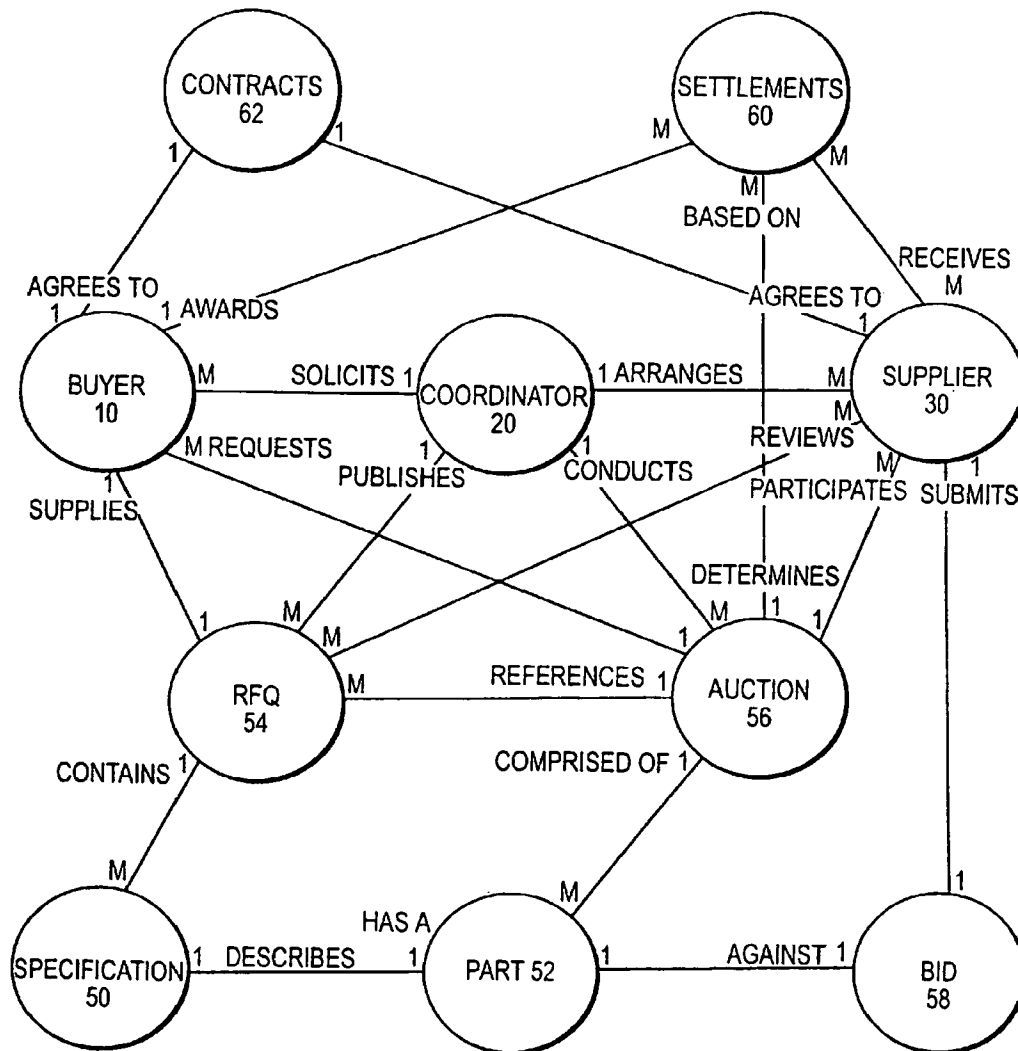 CONTRACTS
62
SETTLEMENTS
60
1
1
M
M
M
BASED ON
RECEIVES
M
AGREES TO
1
1 AWARDS
AGREES TO
1
BUYER
10
M
SOLICITS 1
COORDINATOR
20
1 ARRANGES
M
SUPPLIER
30
M REQUESTS
1
PUBLISHES
1
CONDUCTS
M
REVIEWS
M
PARTICIPATES
1
SUBMITS
1
SUPPLIES
DETERMINES
1
M
M
M
1
1
1
RFQ
54
M
REFERENCES 1
AUCTION
56
CONTAINS 1
COMPRISED OF 1
M
M
1
SPECIFICATION
50
1 DESCRIBES
HAS A
1
PART 52
1
AGAINST 1
BID
58